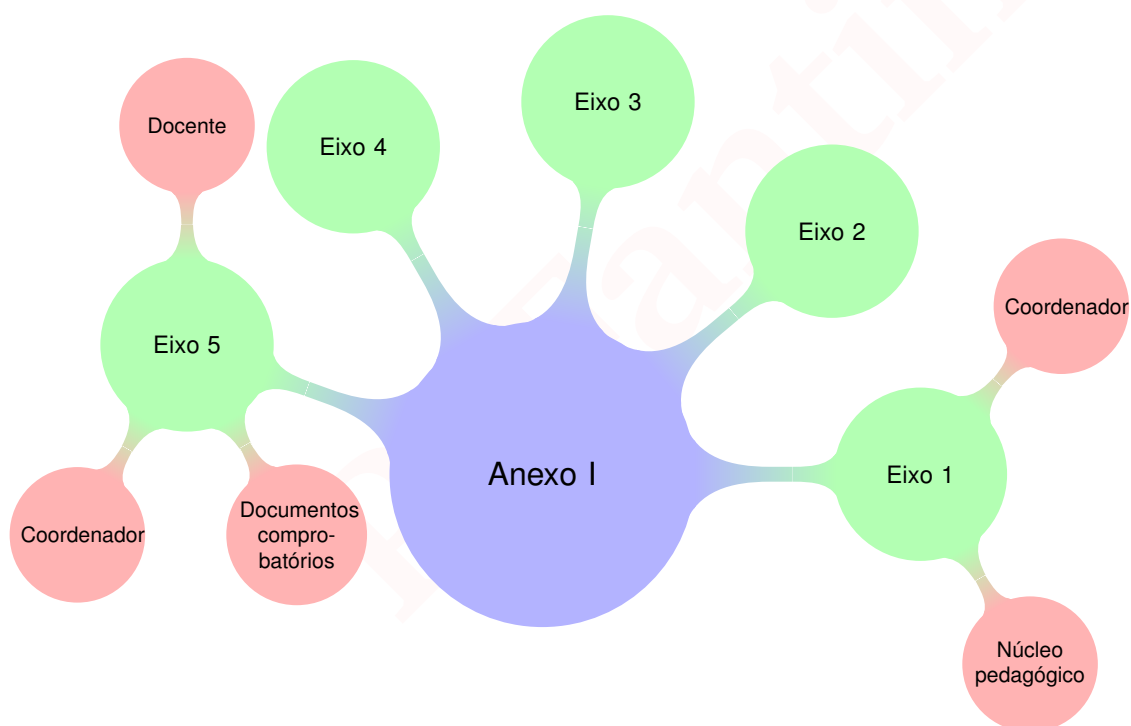 Anexo I
Eixo 1
Coordenador
Núcleo
pedagógico
Eixo 2
Eixo 3
Eixo 4
Eixo 5
Docente
Coordenador
Documentos
compro-
batórios